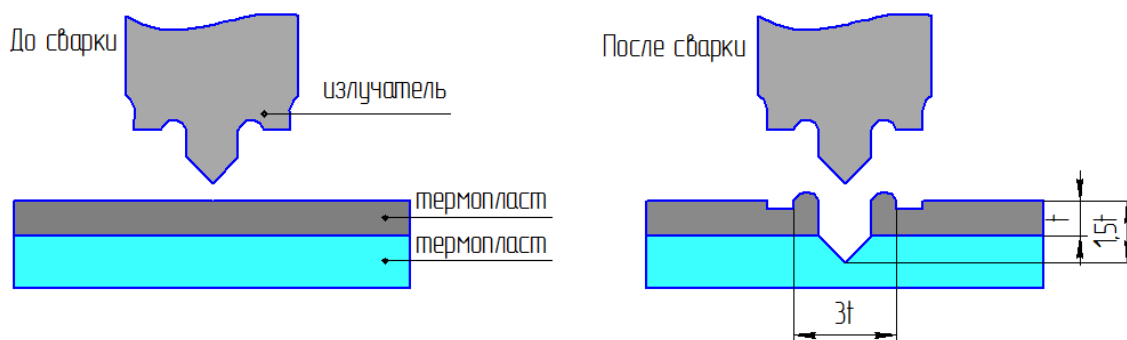 До сварки
излучатель
термопласт
термопласт
После сварки
t
1,5t
3t